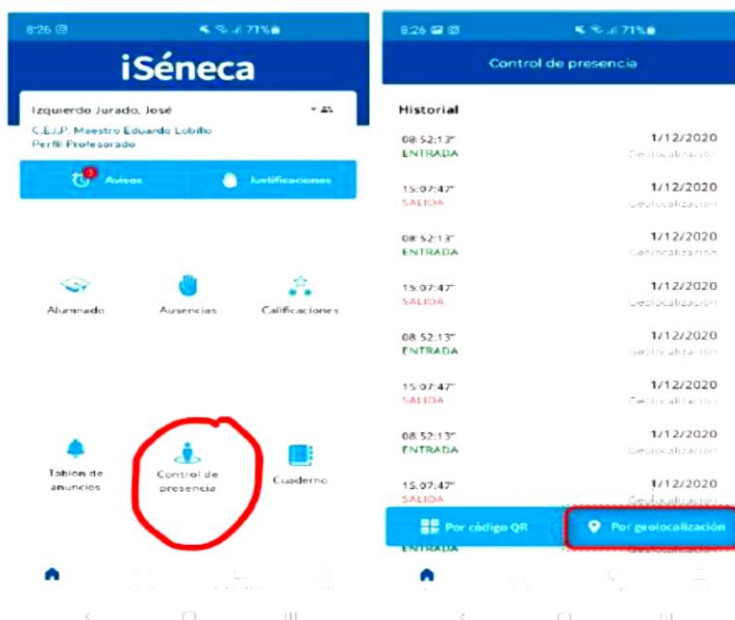 8:26
71%
iSéneca
Izquierdo Jurado, José
C.E.I.P. Maestro Eduardo Lobillo
Perfil Profesorado
3
Avisos
Justificaciones
Alumnado
Ausencias
Calificaciones
Tablón de
anuncios
Control de
presencia
Cuaderno
8:26
71%
Control de presencia
Historial
08:52:13" 1/12/2020
ENTRADA Geolocalización
15:07:47" 1/12/2020
SALIDA Geolocalización
08:52:13" 1/12/2020
ENTRADA Geolocalización
15:07:47" 1/12/2020
SALIDA Geolocalización
08:52:13" 1/12/2020
ENTRADA Geolocalización
15:07:47" 1/12/2020
SALIDA Geolocalización
08:52:13" 1/12/2020
ENTRADA Geolocalización
15:07:47" 1/12/2020
SALIDA Geolocalización
Por código QR
Por geolocalización
ENTRADA Geolocalización